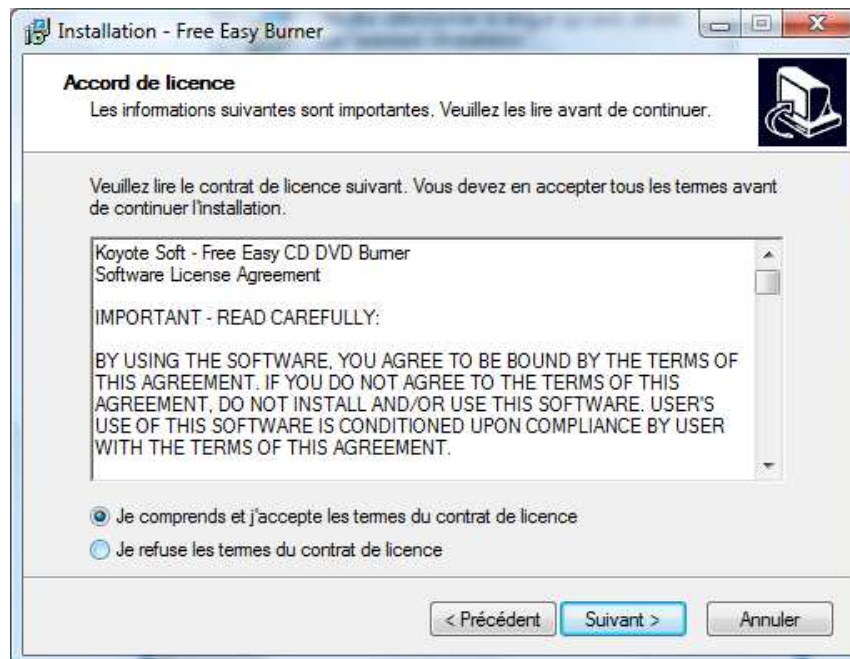 Installation - Free Easy Burner
Accord de licence
Les informations suivantes sont importantes. Veuillez les lire avant de continuer.
Veuillez lire le contrat de licence suivant. Vous devez en accepter tous les termes avant
de continuer l'installation.
Koyote Soft - Free Easy CD DVD Burner
Software License Agreement
IMPORTANT - READ CAREFULLY:
BY USING THE SOFTWARE, YOU AGREE TO BE BOUND BY THE TERMS OF
THIS AGREEMENT. IF YOU DO NOT AGREE TO THE TERMS OF THIS
AGREEMENT, DO NOT INSTALL AND/OR USE THIS SOFTWARE. USER'S
USE OF THIS SOFTWARE IS CONDITIONED UPON COMPLIANCE BY USER
WITH THE TERMS OF THIS AGREEMENT.
Je comprends et j'accepte les termes du contrat de licence
Je refuse les termes du contrat de licence
< Précédent
Suivant >
Annuler